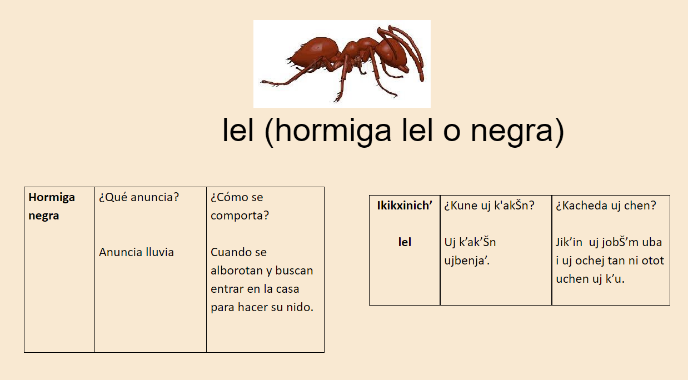 lel (hormiga lel o negra)
Hormiga negra
¿Qué anuncia?
Anuncia lluvia
¿Cómo se comporta?
Cuando se alborotan y buscan entrar en la casa para hacer su nido.
Ikikxinich’
lel
¿Kune uj k'akŠn?
Uj k’ak’Šn ujbenja’.
¿Kacheda uj chen?
Jik’in uj jobŠ’m uba i uj ochej tan ni otot uchen uj k’u.